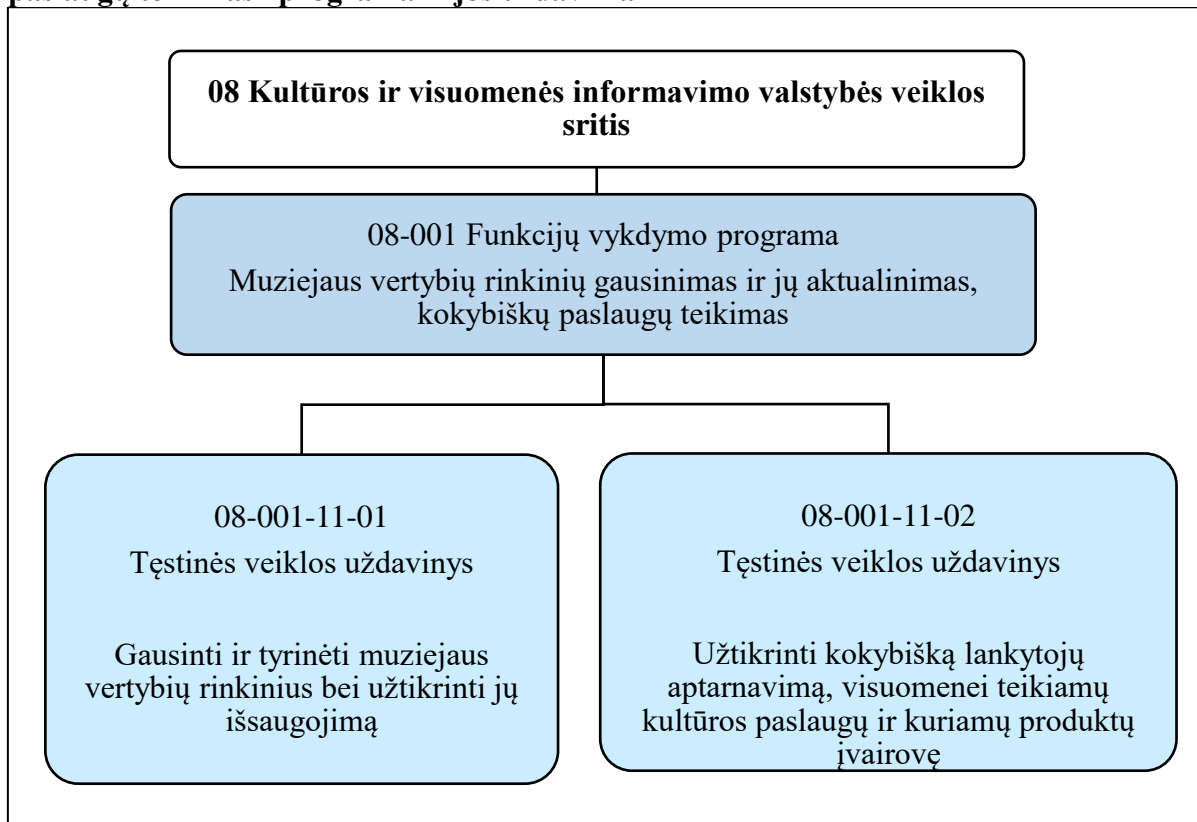 08 Kultūros ir visuomenės informavimo valstybės veiklos
sritis
08-001 Funkcijų vykdymo programa
Muziejaus vertybių rinkinių gausinimas ir jų aktualinimas,
kokybiškų paslaugų teikimas
08-001-11-01
Tęstinės veiklos uždavinys
Gausinti ir tyrinėti muziejaus
vertybių rinkinius bei užtikrinti jų
išsaugojimą
08-001-11-02
Tęstinės veiklos uždavinys
Užtikrinti kokybišką lankytojų
aptarnavimą, visuomenei teikiamų
kultūros paslaugų ir kuriamų produktų
įvairovę